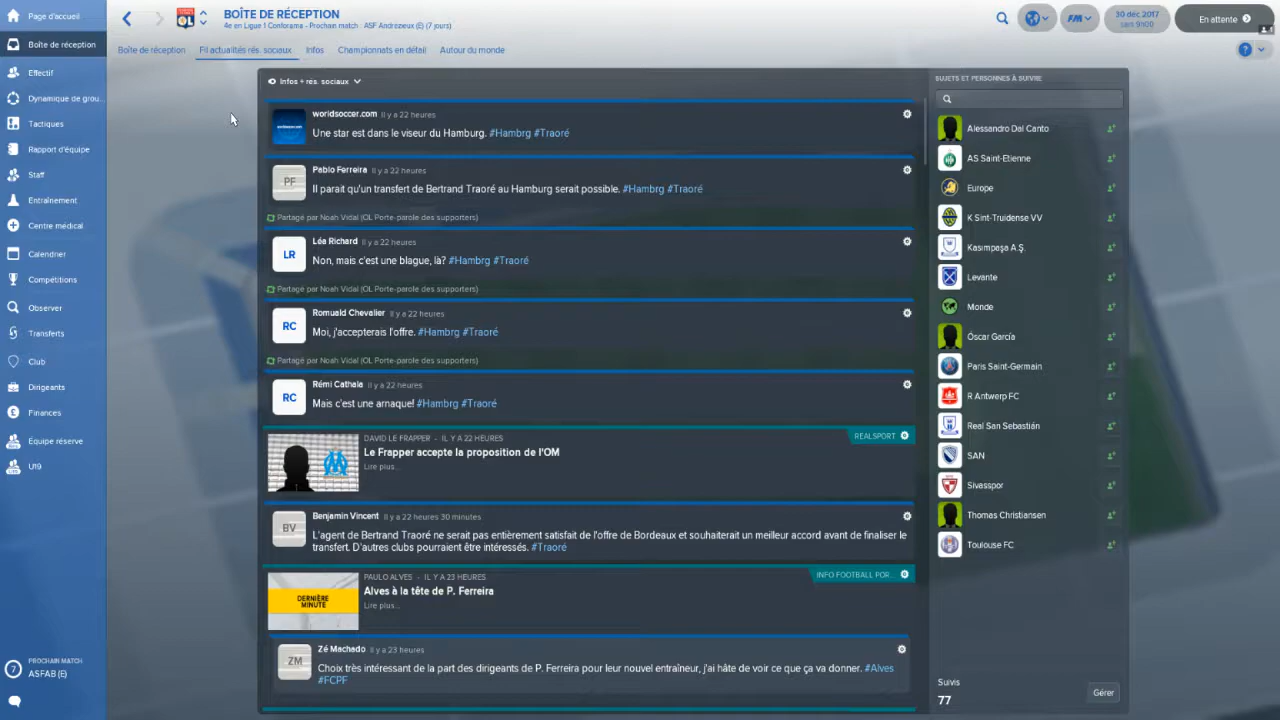 Page d'accueil
BOÎTE DE RÉCEPTION
4e en Ligue 1 Conforama - Prochain match : ASF Andrézieux (E) (7 jours)
FM
30 déc 2017
sam 9h00
En attente
Boîte de réception
Boîte de réception
Fil actualités rés. sociaux
Infos
Championnats en détail
Autour du monde
?
Effectif
Dynamique de grou...
Tactiques
Rapport d'équipe
Staff
Entraînement
Centre médical
Calendrier
Compétitions
Observer
Transferts
Club
Dirigeants
Finances
Équipe réserve
U19
PROCHAIN MATCH
7
ASFAB (E)
Infos + rés. sociaux
worldsoccer.com Il y a 22 heures
Une star est dans le viseur du Hamburg. #Hambrg #Traoré
PF
Pablo Ferreira Il y a 22 heures
Il parait qu'un transfert de Bertrand Traoré au Hamburg serait possible. #Hambrg #Traoré
Partagé par Noah Vidal (OL Porte-parole des supporters)
LR
Léa Richard Il y a 22 heures
Non, mais c'est une blague, là? #Hambrg #Traoré
Partagé par Noah Vidal (OL Porte-parole des supporters)
RC
Romuald Chevalier Il y a 22 heures
Moi, j'accepterais l'offre. #Hambrg #Traoré
Partagé par Noah Vidal (OL Porte-parole des supporters)
RC
Rémi Cathala Il y a 22 heures
Mais c'est une arnaque! #Hambrg #Traoré
DAVID LE FRAPPER - IL Y A 22 HEURES
REALSPORT
Le Frapper accepte la proposition de l'OM
Lire plus...
BV
Benjamin Vincent Il y a 22 heures 30 minutes
L'agent de Bertrand Traoré ne serait pas entièrement satisfait de l'offre de Bordeaux et souhaiterait un meilleur accord avant de finaliser le
transfert. D'autres clubs pourraient être intéressés. #Traoré
PAULO ALVES - IL Y A 23 HEURES
INFO FOOTBALL POR...
DERNIÈRE
MINUTE
Alves à la tête de P. Ferreira
Lire plus...
ZM
Zé Machado Il y a 23 heures
Choix très intéressant de la part des dirigeants de P. Ferreira pour leur nouvel entraîneur, j'ai hâte de voir ce que ça va donner. #Alves
#FCPF
SUJETS ET PERSONNES À SUIVRE
Alessandro Dal Canto
AS Saint-Etienne
Europe
K Sint-Truidense VV
Kasımpaşa A.Ş.
Levante
Monde
Óscar García
Paris Saint-Germain
R Antwerp FC
Real San Sebastián
SAN
Sivasspor
Thomas Christiansen
Toulouse FC
Suivis
77
Gérer